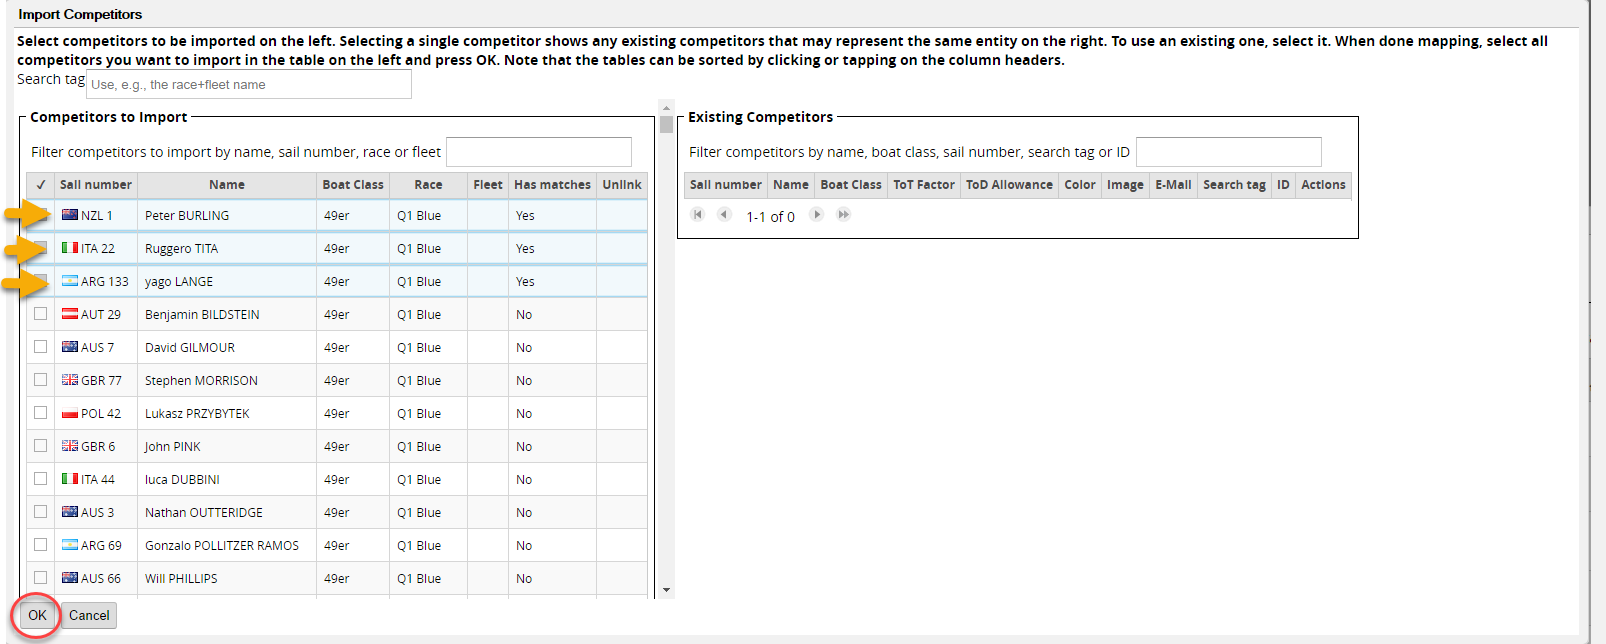 Import Competitors
Select competitors to be imported on the left. Selecting a single competitor shows any existing competitors that may represent the same entity on the right. To use an existing one, select it. When done mapping, select all
competitors you want to import in the table on the left and press OK. Note that the tables can be sorted by clicking or tapping on the column headers.
Search tag Use, e.g., the race+fleet name
Competitors to Import
Filter competitors to import by name, sail number, race or fleet
✓ Sail number Name Boat Class Race Fleet Has matches Unlink
NZL 1 Peter BURLING 49er Q1 Blue Yes
ITA 22 Ruggero TITA 49er Q1 Blue Yes
ARG 133 yago LANGE 49er Q1 Blue Yes
AUT 29 Benjamin BILDSTEIN 49er Q1 Blue No
AUS 7 David GILMOUR 49er Q1 Blue No
GBR 77 Stephen MORRISON 49er Q1 Blue No
POL 42 Lukasz PRZYBYTEK 49er Q1 Blue No
GBR 6 John PINK 49er Q1 Blue No
ITA 44 luca DUBBINI 49er Q1 Blue No
AUS 3 Nathan OUTTERIDGE 49er Q1 Blue No
ARG 69 Gonzalo POLLITZER RAMOS 49er Q1 Blue No
AUS 66 Will PHILLIPS 49er Q1 Blue No
Existing Competitors
Filter competitors by name, boat class, sail number, search tag or ID
Sail number Name Boat Class ToT Factor ToD Allowance Color Image E-Mail Search tag ID Actions
1-1 of 0
OK Cancel